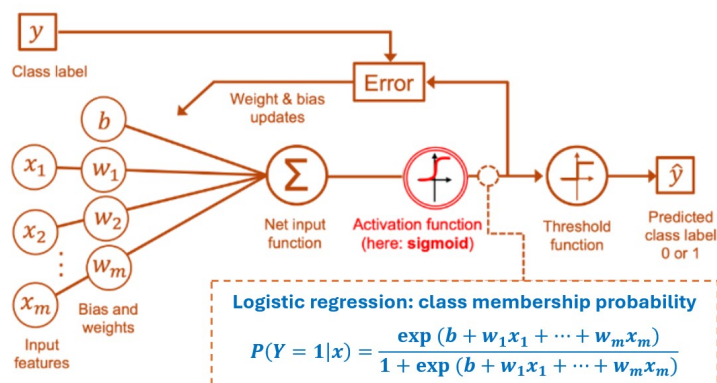 y
Class label
Error
Weight & bias
updates
b
x₁
w₁
x₂
w₂
⋮
wₘ
xₘ
Input
features
Bias and
weights
Σ
Net input
function
Activation function
(here: sigmoid)
Threshold
function
ŷ
Predicted
class label
0 or 1
Logistic regression: class membership probability
P(Y = 1|x) = exp (b + w₁x₁ + ⋯ + wₘxₘ) / 1 + exp (b + w₁x₁ + ⋯ + wₘxₘ)